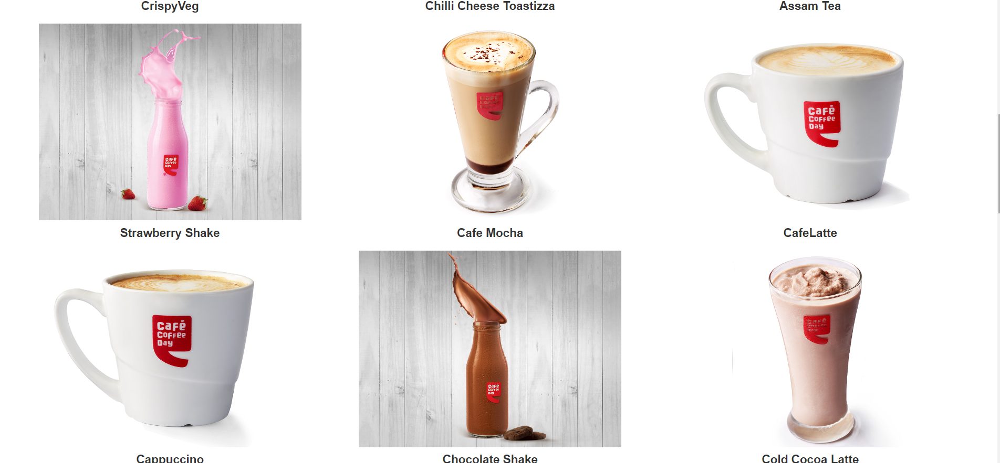 CrispyVeg
Chilli Cheese Toastizza
Assam Tea
Café
Coffee
Day
Café
Coffee
Day
Café
Coffee
Day
Strawberry Shake
Cafe Mocha
CafeLatte
Café
Coffee
Day
Café
Coffee
Day
Café
Coffee
Day
Cappuccino
Chocolate Shake
Cold Cocoa Latte